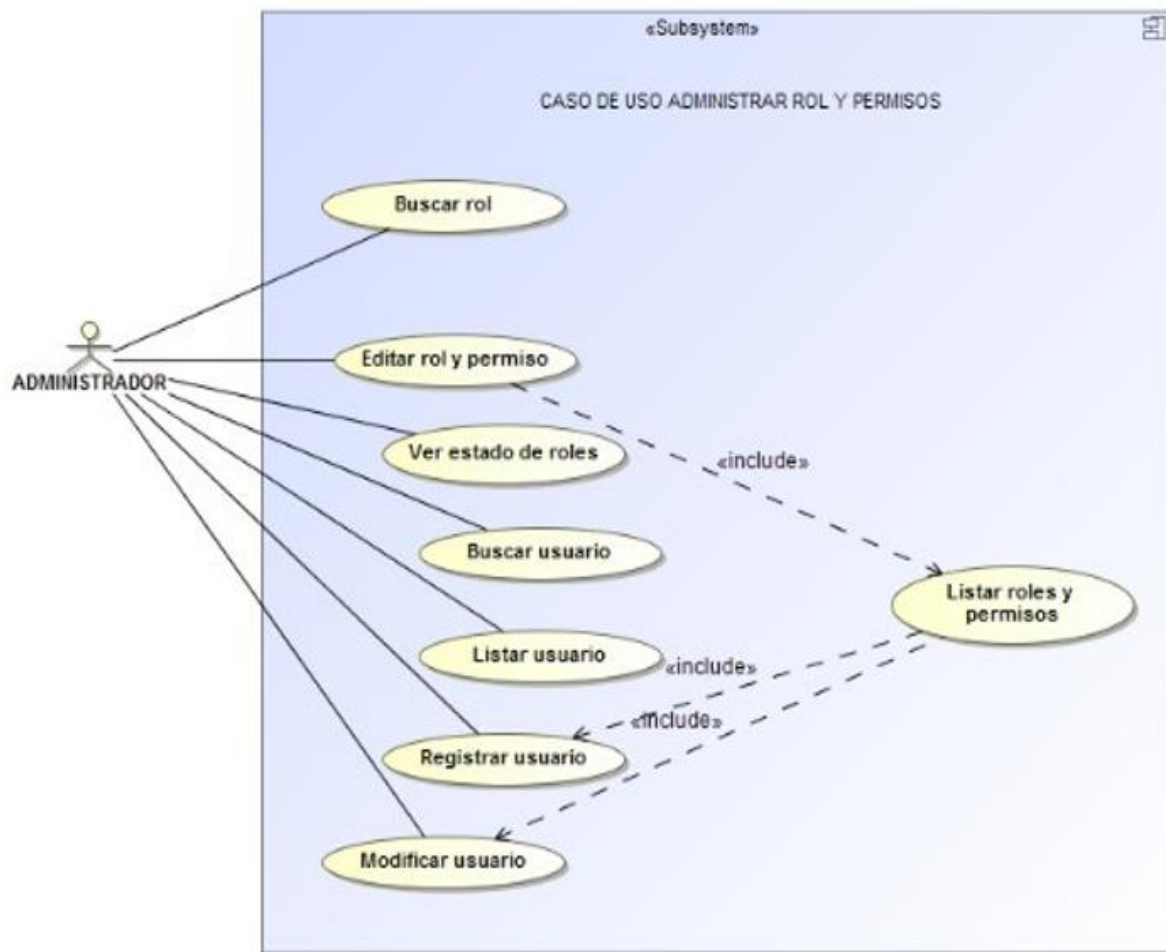 «Subsystem»
CASO DE USO ADMINISTRAR ROL Y PERMISOS
Buscar rol
ADMINISTRADOR
Editar rol y permiso
Ver estado de roles
«include»
Buscar usuario
Listar roles y
permisos
Listar usuario
«include»
«include»
Registrar usuario
Modificar usuario